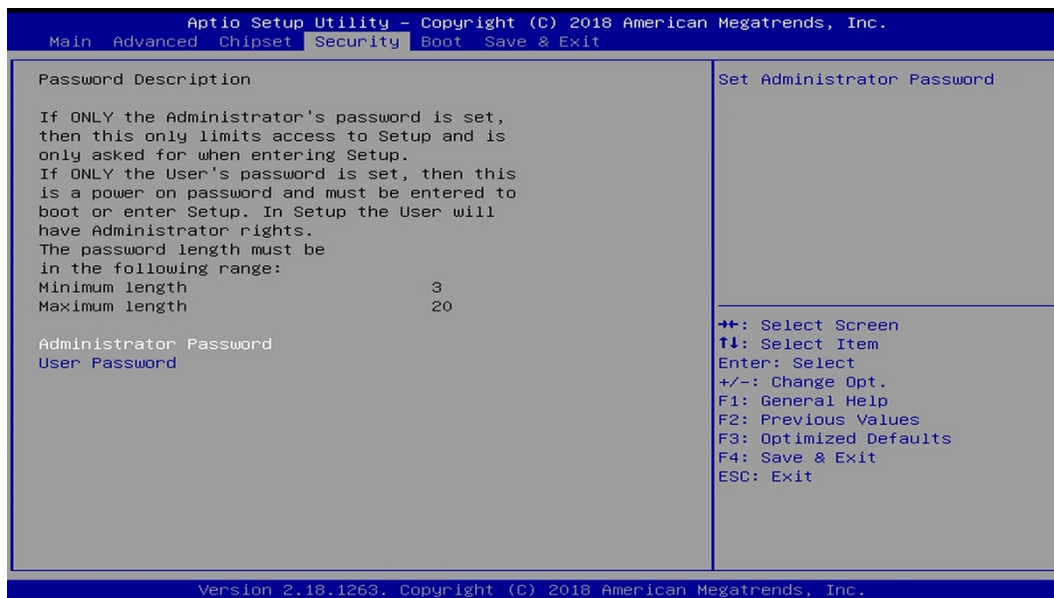 Aptio Setup Utility – Copyright (C) 2018 American Megatrends, Inc.
Main Advanced Chipset Security Boot Save & Exit
Password Description
If ONLY the Administrator's password is set,
then this only limits access to Setup and is
only asked for when entering Setup.
If ONLY the User's password is set, then this
is a power on password and must be entered to
boot or enter Setup. In Setup the User will
have Administrator rights.
The password length must be
in the following range:
Minimum length 3
Maximum length 20
Administrator Password
User Password
Set Administrator Password
→←: Select Screen
↑↓: Select Item
Enter: Select
+/-: Change Opt.
F1: General Help
F2: Previous Values
F3: Optimized Defaults
F4: Save & Exit
ESC: Exit
Version 2.18.1263. Copyright (C) 2018 American Megatrends, Inc.